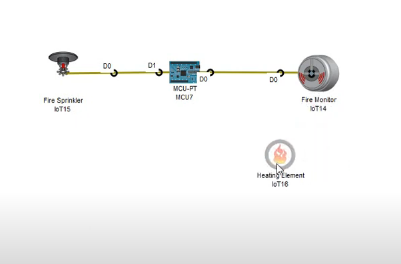 D0
D1
MCU-PT
MCU7
D0
D0
Fire Sprinkler
IoT15
Fire Monitor
IoT14
Heating Element
IoT16